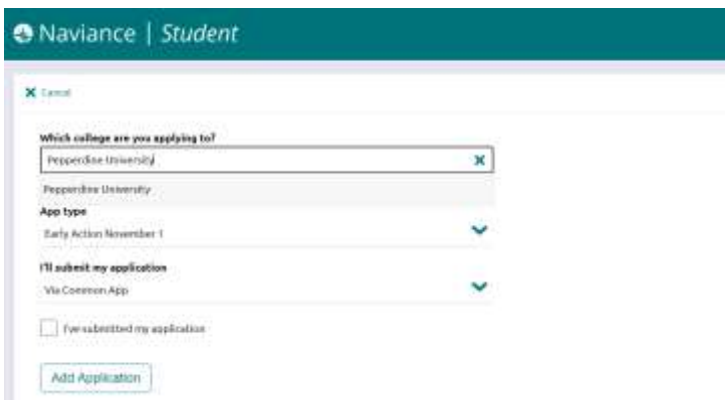 Naviance | Student
Cancel
Which college are you applying to?
Pepperdine University
Pepperdine University
App type
Early Action November 1
I'll submit my application
Via Common App
I've submitted my application
Add Application